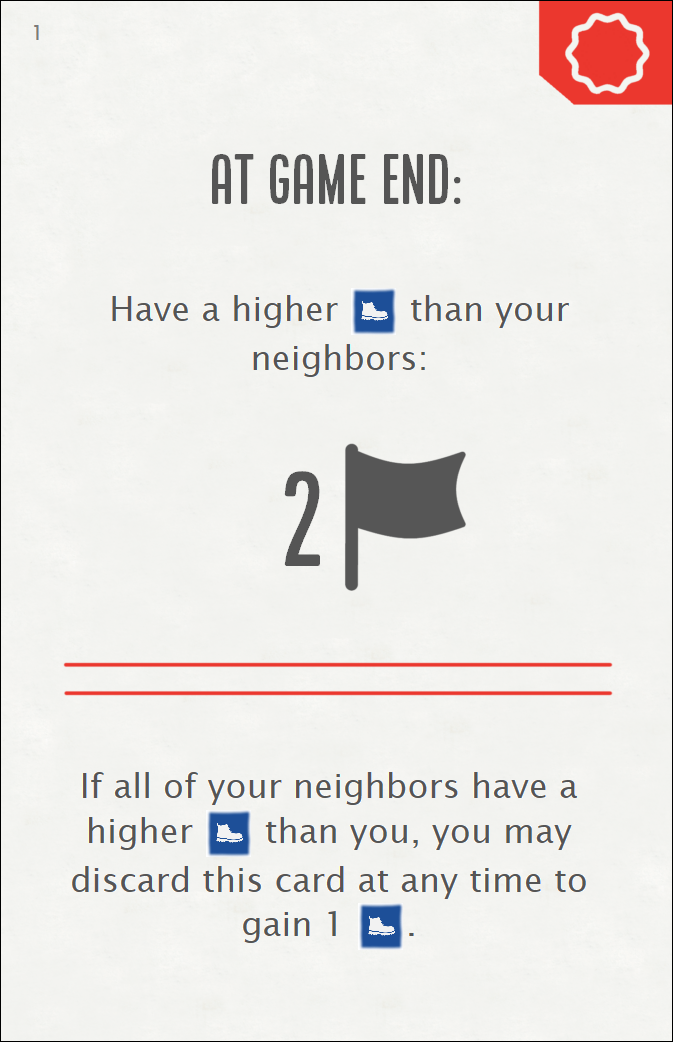 1
AT GAME END:
Have a higher than your
neighbors:
2
If all of your neighbors have a
higher than you, you may
discard this card at any time to
gain 1 .